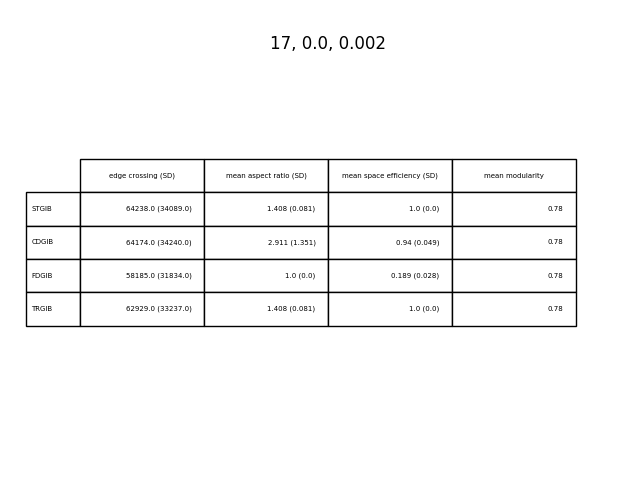 17, 0.0, 0.002
edge crossing (SD) mean aspect ratio (SD) mean space efficiency (SD) mean modularity
STGIB 64238.0 (34089.0) 1.408 (0.081) 1.0 (0.0) 0.78
CDGIB 64174.0 (34240.0) 2.911 (1.351) 0.94 (0.049) 0.78
FDGIB 58185.0 (31834.0) 1.0 (0.0) 0.189 (0.028) 0.78
TRGIB 62929.0 (33237.0) 1.408 (0.081) 1.0 (0.0) 0.78